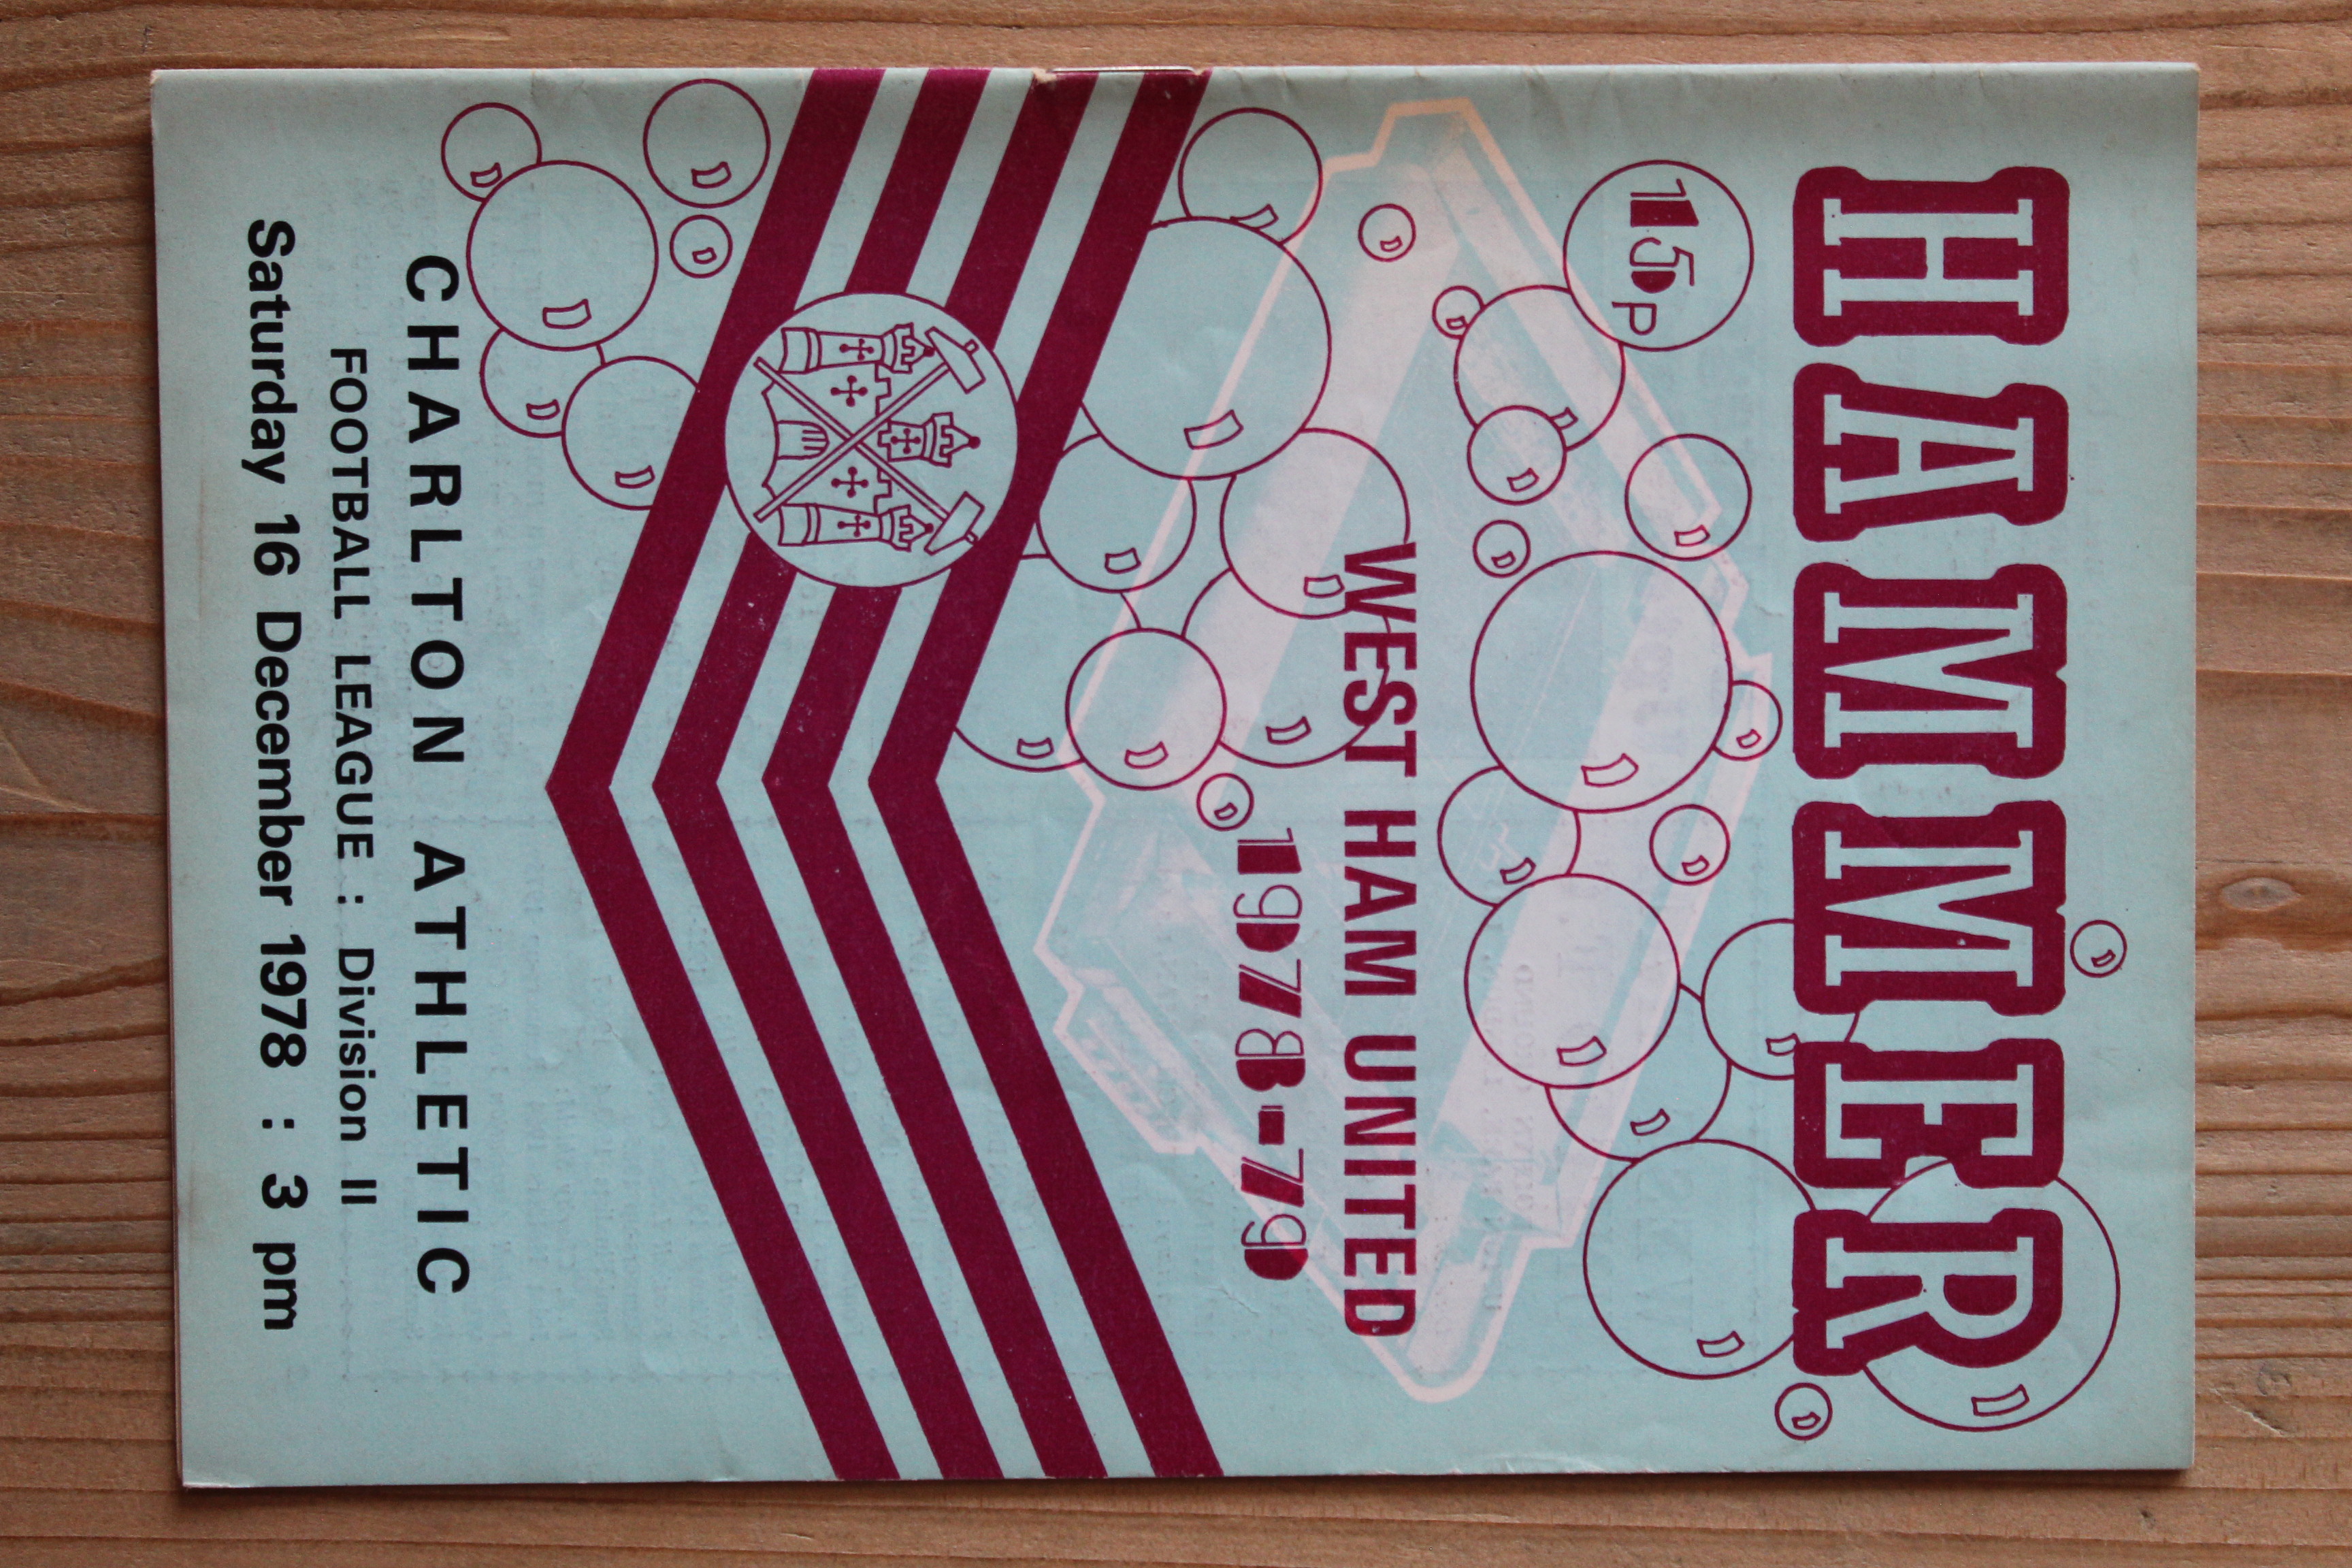 HAMMER
15p
WEST HAM UNITED
1978-79
CHARLTON ATHLETIC
FOOTBALL LEAGUE : Division II
Saturday 16 December 1978 : 3 pm